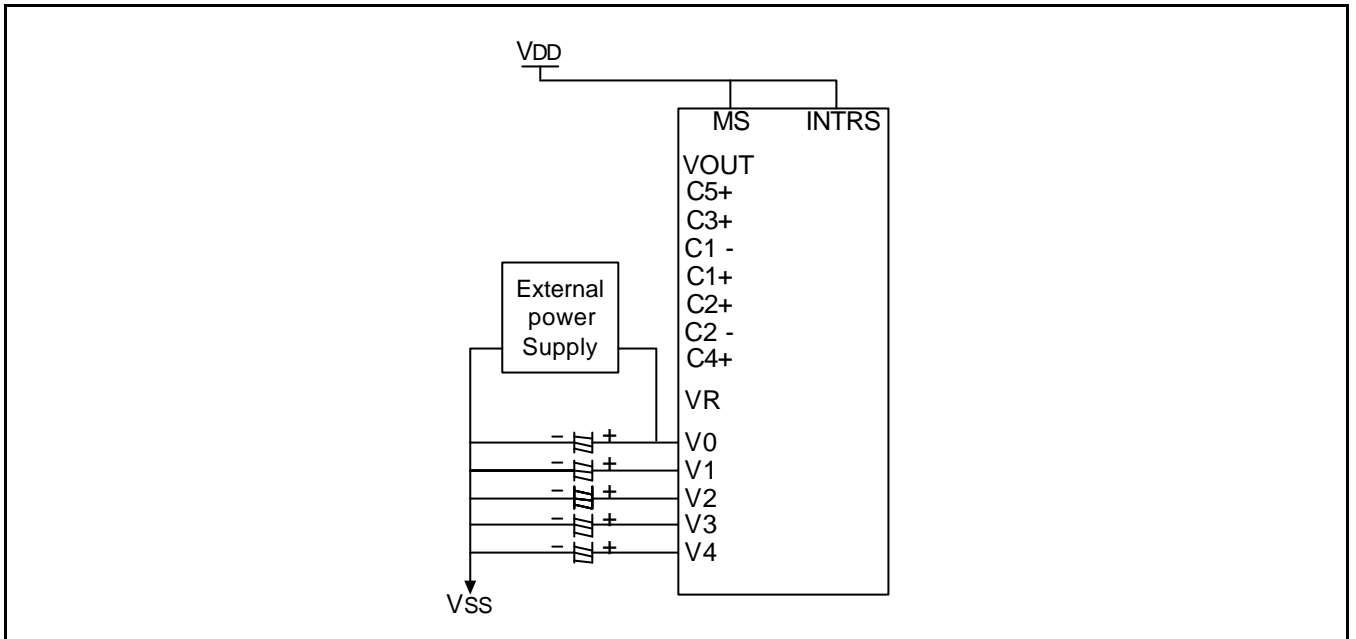 VDD
MS INTRS
VOUT
C5+
C3+
C1 -
C1+
C2+
C2 -
C4+
VR
External
power
Supply
− + V0
− + V1
− + V2
− + V3
− + V4
VSS